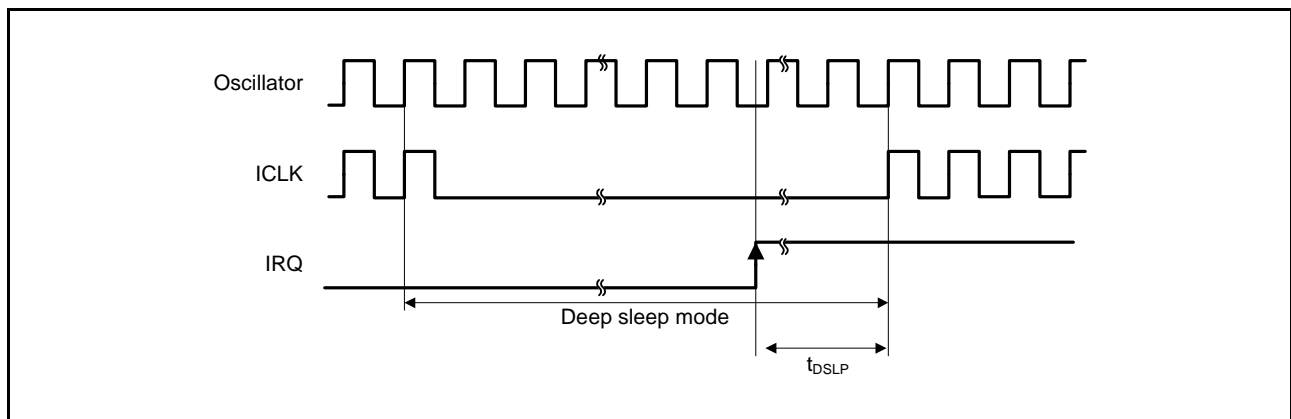 Oscillator
ICLK
IRQ
Deep sleep mode
tDSLP